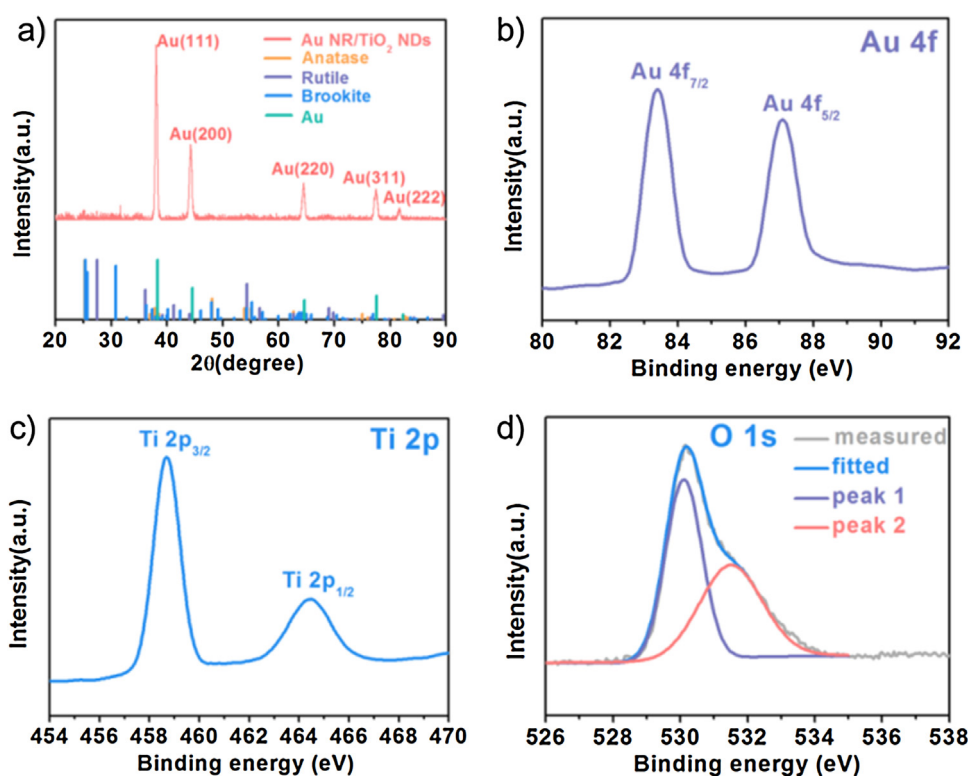 a)
Au(111)
Au NR/TiO₂ NDs
Anatase
Rutile
Brookite
Au
Au(200)
Au(220)
Au(311)
Au(222)
Intensity(a.u.)
20 30 40 50 60 70 80 90
2θ(degree)
b)
Au 4f
Au 4f₇/₂
Au 4f₅/₂
Intensity(a.u.)
80 82 84 86 88 90 92
Binding energy (eV)
c)
Ti 2p
Ti 2p₃/₂
Ti 2p₁/₂
Intensity(a.u.)
454 456 458 460 462 464 466 468 470
Binding energy (eV)
d)
O 1s
measured
fitted
peak 1
peak 2
Intensity(a.u.)
526 528 530 532 534 536 538
Binding energy (eV)